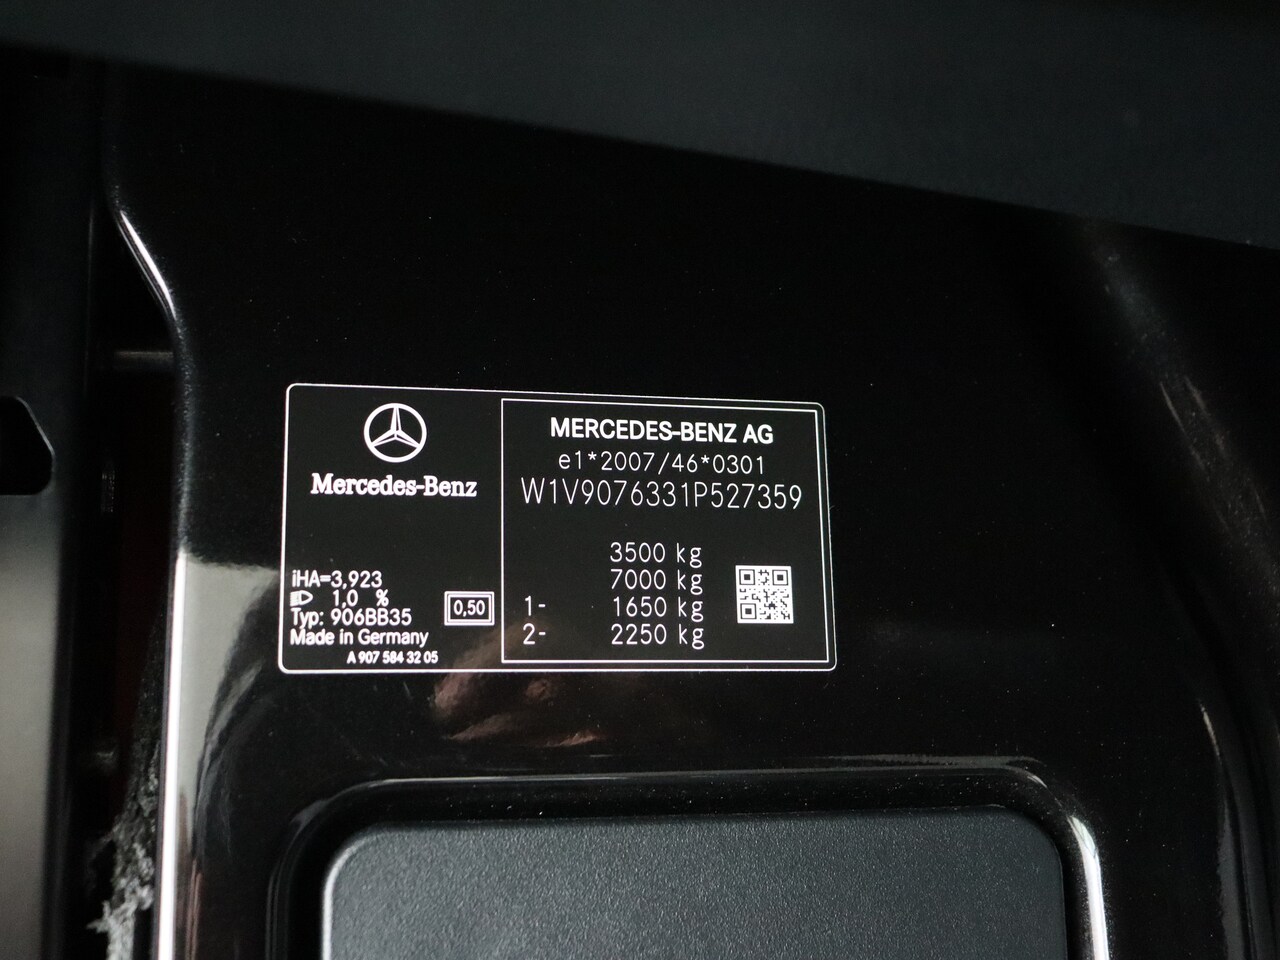 Mercedes-Benz
iHA=3,923
1,0 %
Typ: 906BB35
Made in Germany
A 907 584 32 05
0,50
MERCEDES-BENZ AG
e1*2007/46*0301
W1V9076331P527359
3500 kg
7000 kg
1- 1650 kg
2- 2250 kg